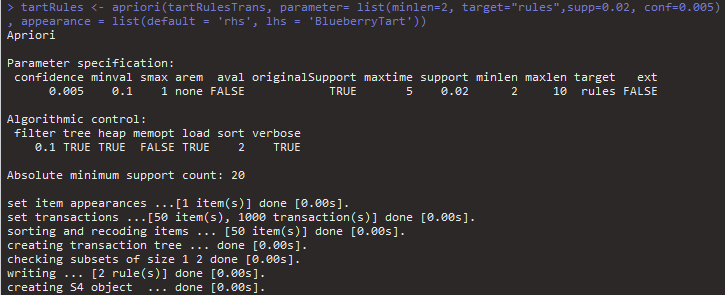 > tartRules <- apriori(tartRulesTrans, parameter= list(minlen=2, target="rules",supp=0.02, conf=0.005)
, appearance = list(default = 'rhs', lhs = 'BlueberryTart'))
Apriori

Parameter specification:
 confidence minval smax arem  aval originalSupport maxtime support minlen maxlen target   ext
      0.005    0.1    1 none FALSE            TRUE       5    0.02      2     10  rules FALSE

Algorithmic control:
 filter tree heap memopt load sort verbose
    0.1 TRUE TRUE  FALSE TRUE    2    TRUE

Absolute minimum support count: 20

set item appearances ...[1 item(s)] done [0.00s].
set transactions ...[50 item(s), 1000 transaction(s)] done [0.00s].
sorting and recoding items ... [50 item(s)] done [0.00s].
creating transaction tree ... done [0.00s].
checking subsets of size 1 2 done [0.00s].
writing ... [2 rule(s)] done [0.00s].
creating S4 object  ... done [0.00s].